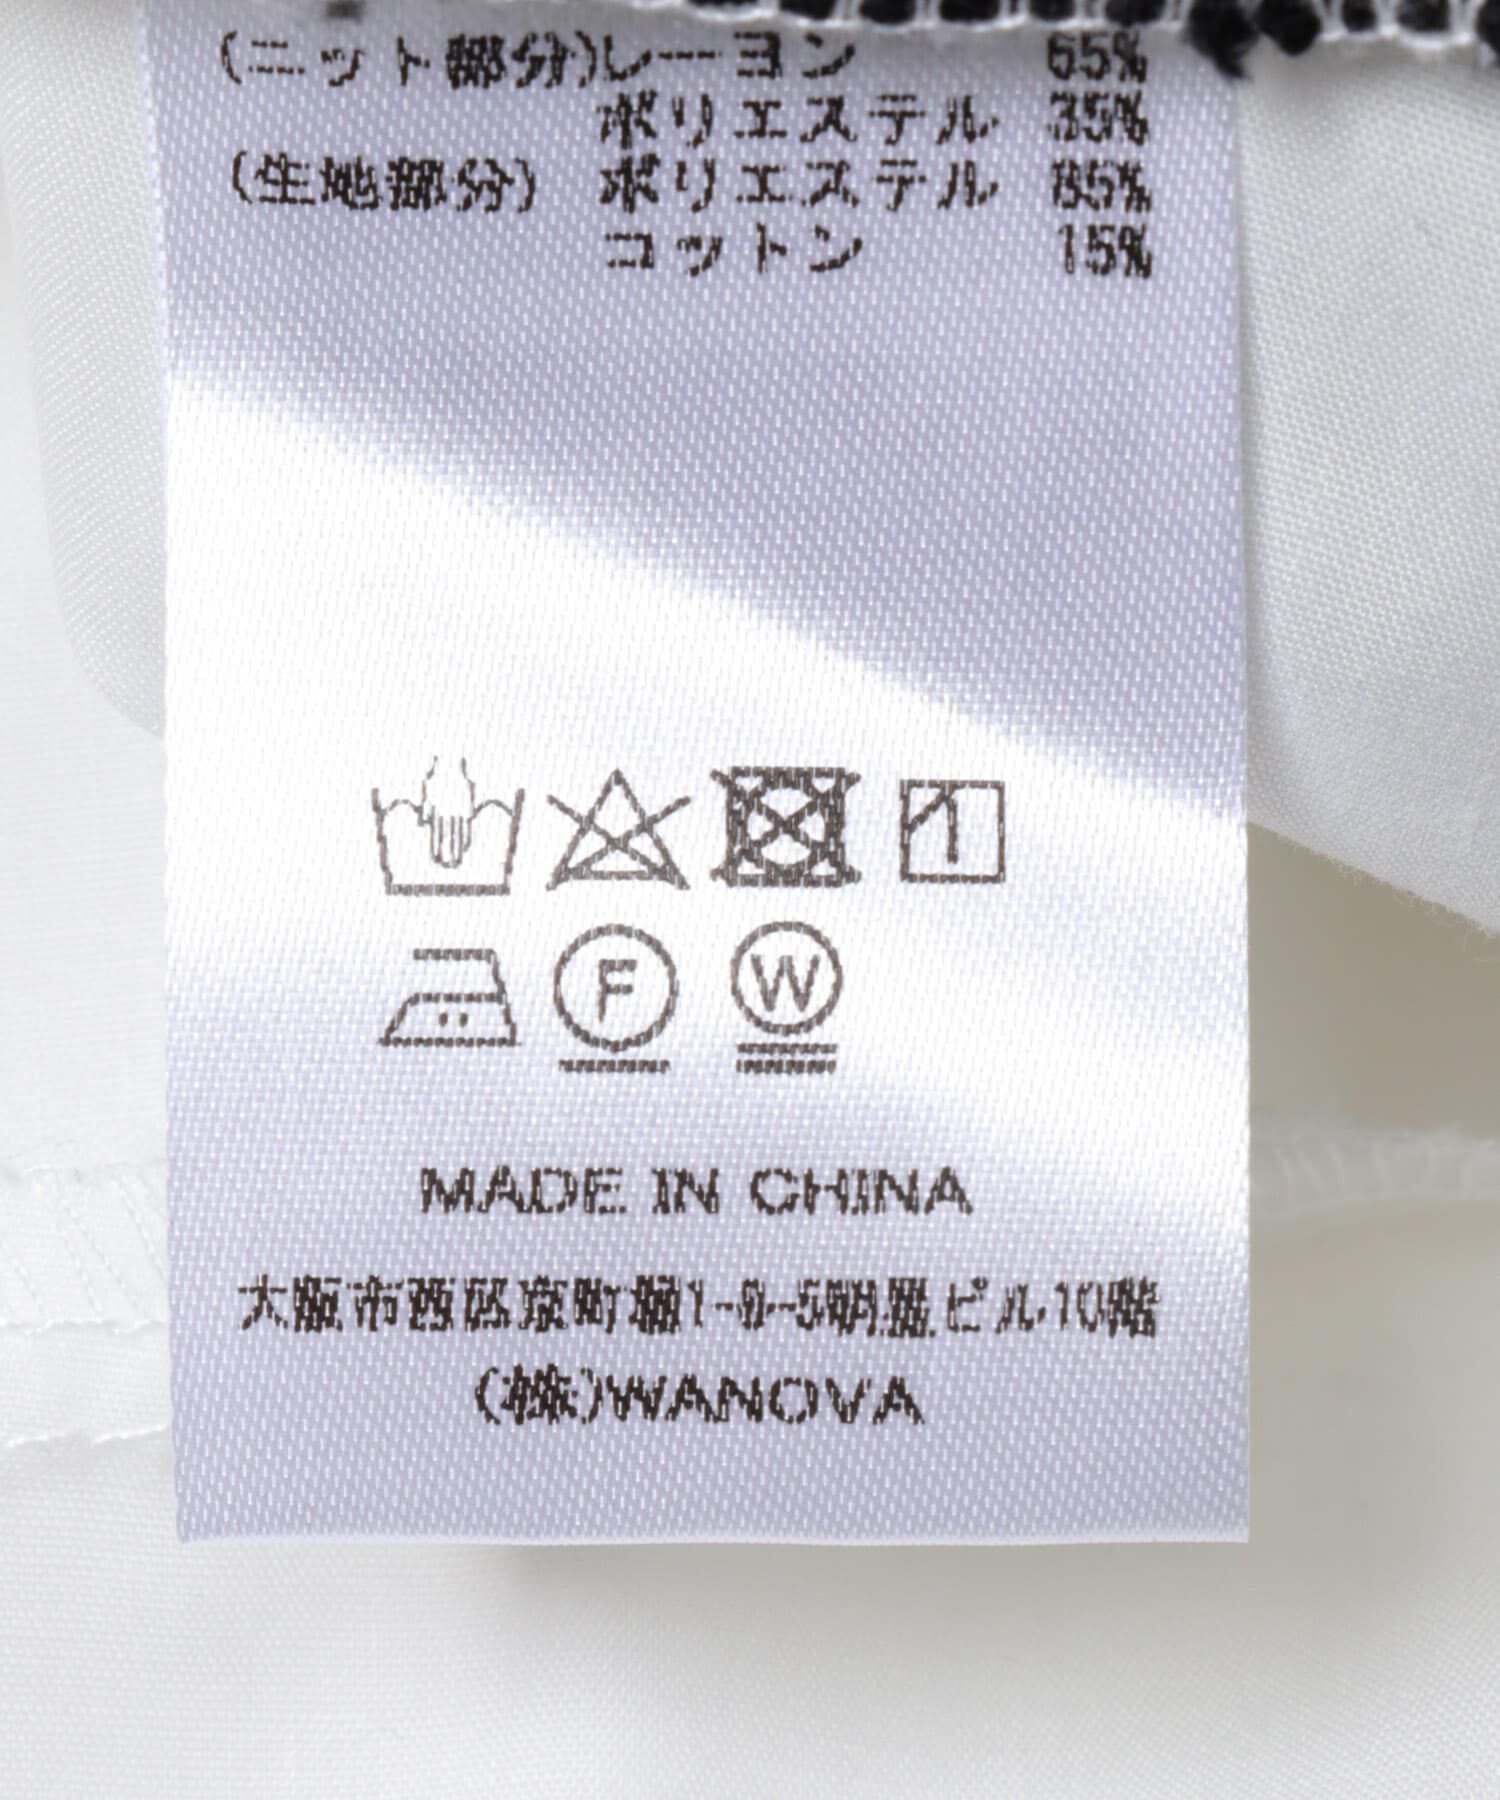 (ニット部分)レーヨン 65%
ポリエステル 35%
(生地部分) ポリエステル 85%
コットン 15%
F
W
MADE IN CHINA
大阪市西区京町堀1-9-5明星ビル10階
(株)WANOVA